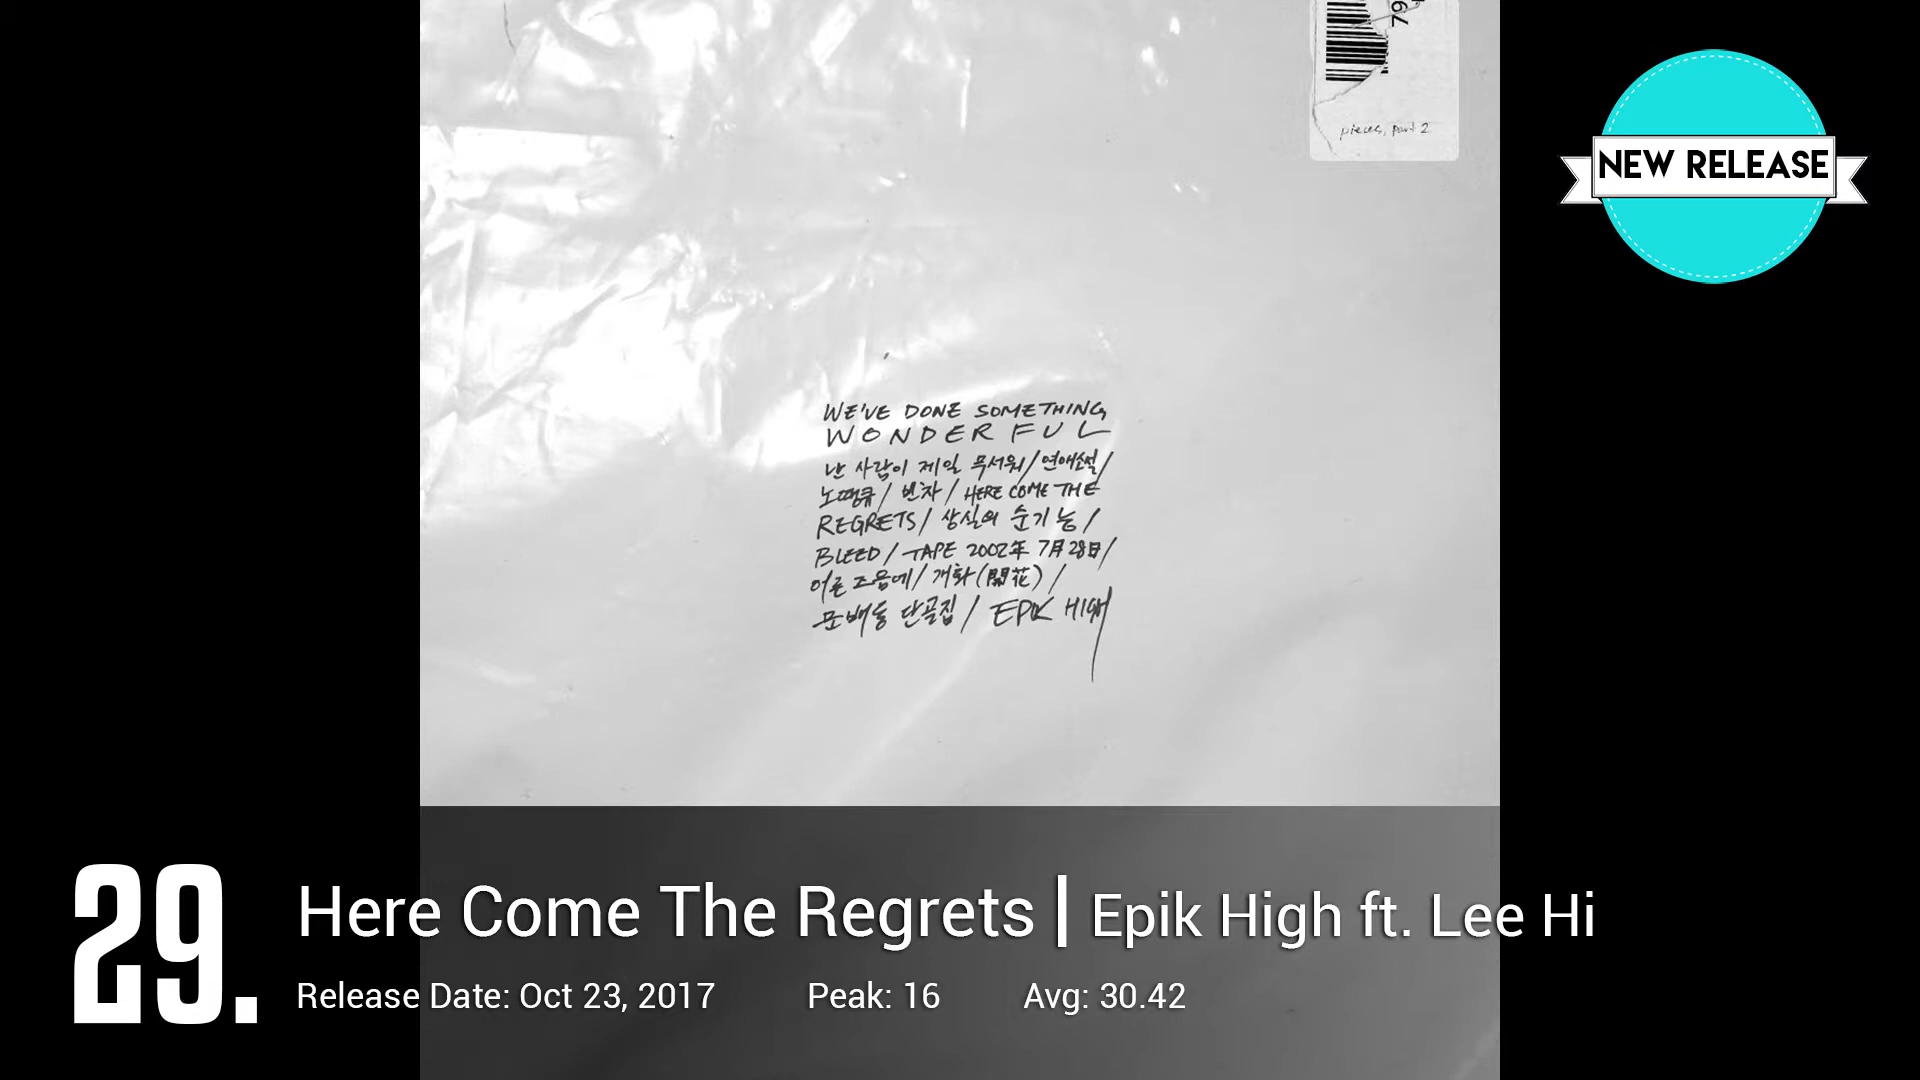 97
pieces, part 2
NEW RELEASE
WE'VE DONE SOMETHING
WONDERFUL
난 사람이 제일 무서워/연애소설/
노땡큐/ 빈차/ HERE COME THE
REGRETS/ 상실의 순기능/
BLEED/ TAPE 2002年 7月 28日/
어른 즈음에/ 개화(開花)/
문배동 단골집/ EPIK HIGH
29.
Here Come The Regrets | Epik High ft. Lee Hi
Release Date: Oct 23, 2017 Peak: 16 Avg: 30.42